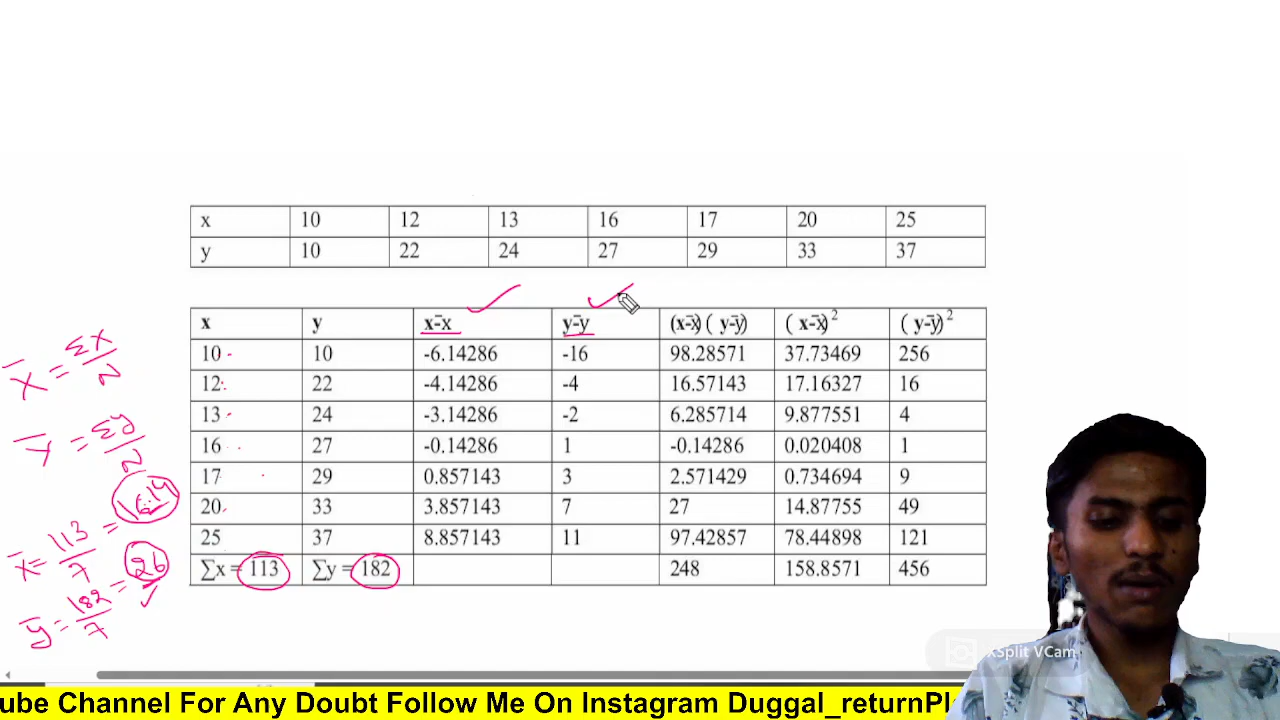 x 10 12 13 16 17 20 25
y 10 22 24 27 29 33 37
x y x-x̄ y-ȳ (x-x̄)( y-ȳ) ( x-x̄)² ( y-ȳ)²
10 10 -6.14286 -16 98.28571 37.73469 256
12 22 -4.14286 -4 16.57143 17.16327 16
13 24 -3.14286 -2 6.285714 9.877551 4
16 27 -0.14286 1 -0.14286 0.020408 1
17 29 0.857143 3 2.571429 0.734694 9
20 33 3.857143 7 27 14.87755 49
25 37 8.857143 11 97.42857 78.44898 121
∑x = 113 ∑y = 182 248 158.8571 456
X̄ = Σx/N
Ȳ = Σy/N
x̄ = 113/7 = 16.14
ȳ = 182/7 = 26
XSplit VCam
ube Channel For Any Doubt Follow Me On Instagram Duggal_returnPl